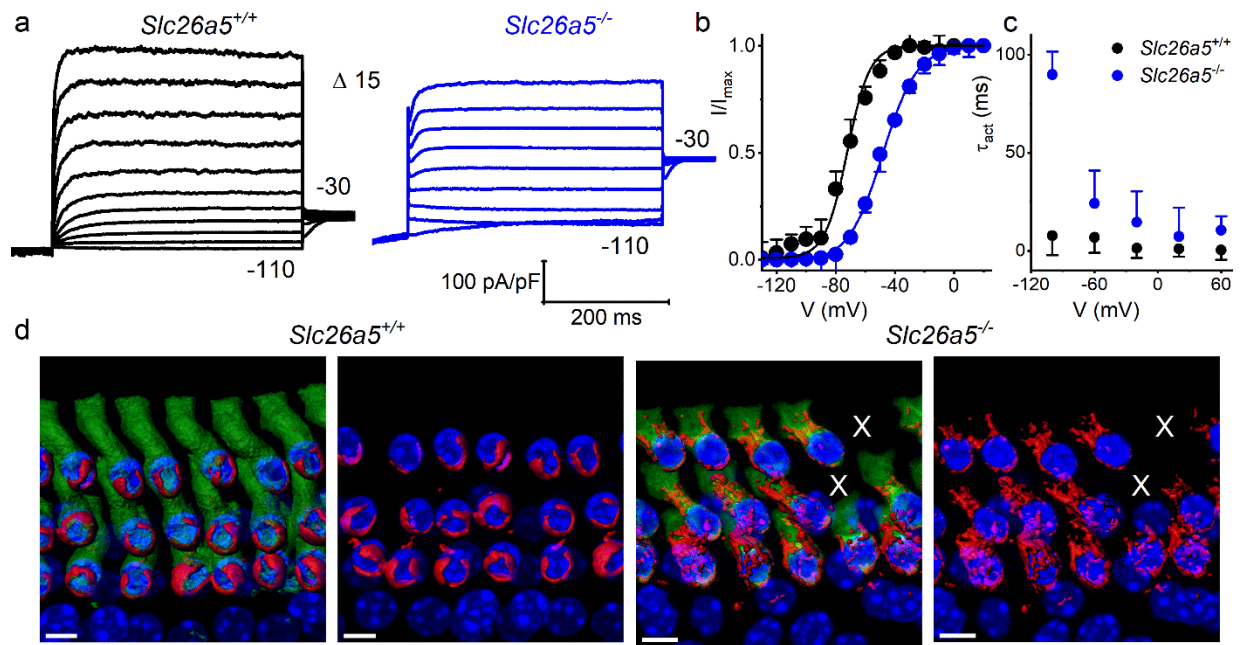 a
Slc26a5+/+
Slc26a5-/-
Δ 15
-30
-110
-30
-110
100 pA/pF
200 ms
b
1.0
0.5
0.0
I/Imax
-120 -80 -40 0
V (mV)
c
Slc26a5+/+
Slc26a5-/-
100
50
0
τact (ms)
-120 -60 0 60
V (mV)
d
Slc26a5+/+
Slc26a5-/-
X
X
X
X